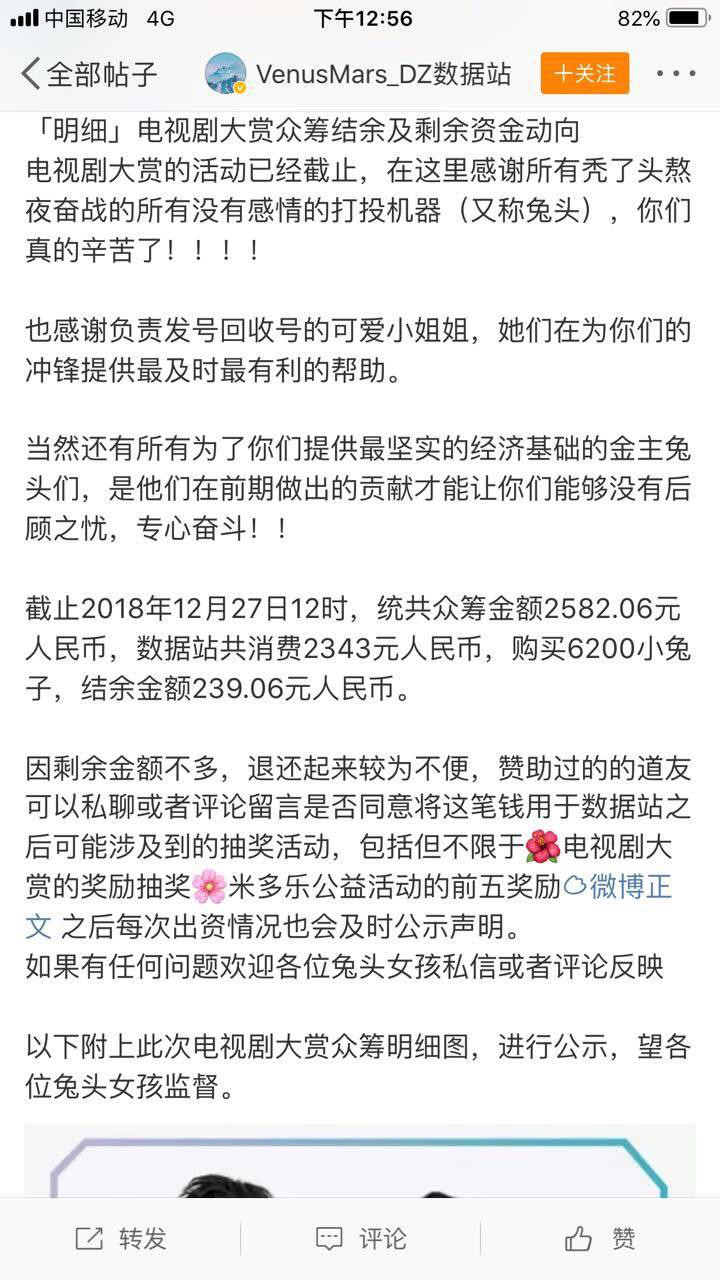 中国移动 4G 下午12:56 82%
全部帖子 VenusMars_DZ数据站 +关注
「明细」电视剧大赏众筹结余及剩余资金动向
电视剧大赏的活动已经截止，在这里感谢所有秃了头熬
夜奋战的所有没有感情的打投机器（又称兔头），你们
真的辛苦了！！！！
也感谢负责发号回收号的可爱小姐姐，她们在为你们的
冲锋提供最及时最有利的帮助。
当然还有所有为了你们提供最坚实的经济基础的金主兔
头们，是他们在前期做出的贡献才能让你们能够没有后
顾之忧，专心奋斗！！
截止2018年12月27日12时，统共众筹金额2582.06元
人民币，数据站共消费2343元人民币，购买6200小兔
子，结余金额239.06元人民币。
因剩余金额不多，退还起来较为不便，赞助过的的道友
可以私聊或者评论留言是否同意将这笔钱用于数据站之
后可能涉及到的抽奖活动，包括但不限于🌺电视剧大
赏的奖励抽奖🌸米多乐公益活动的前五奖励微博正
文 之后每次出资情况也会及时公示声明。
如果有任何问题欢迎各位兔头女孩私信或者评论反映
以下附上此次电视剧大赏众筹明细图，进行公示，望各
位兔头女孩监督。
转发 评论 赞